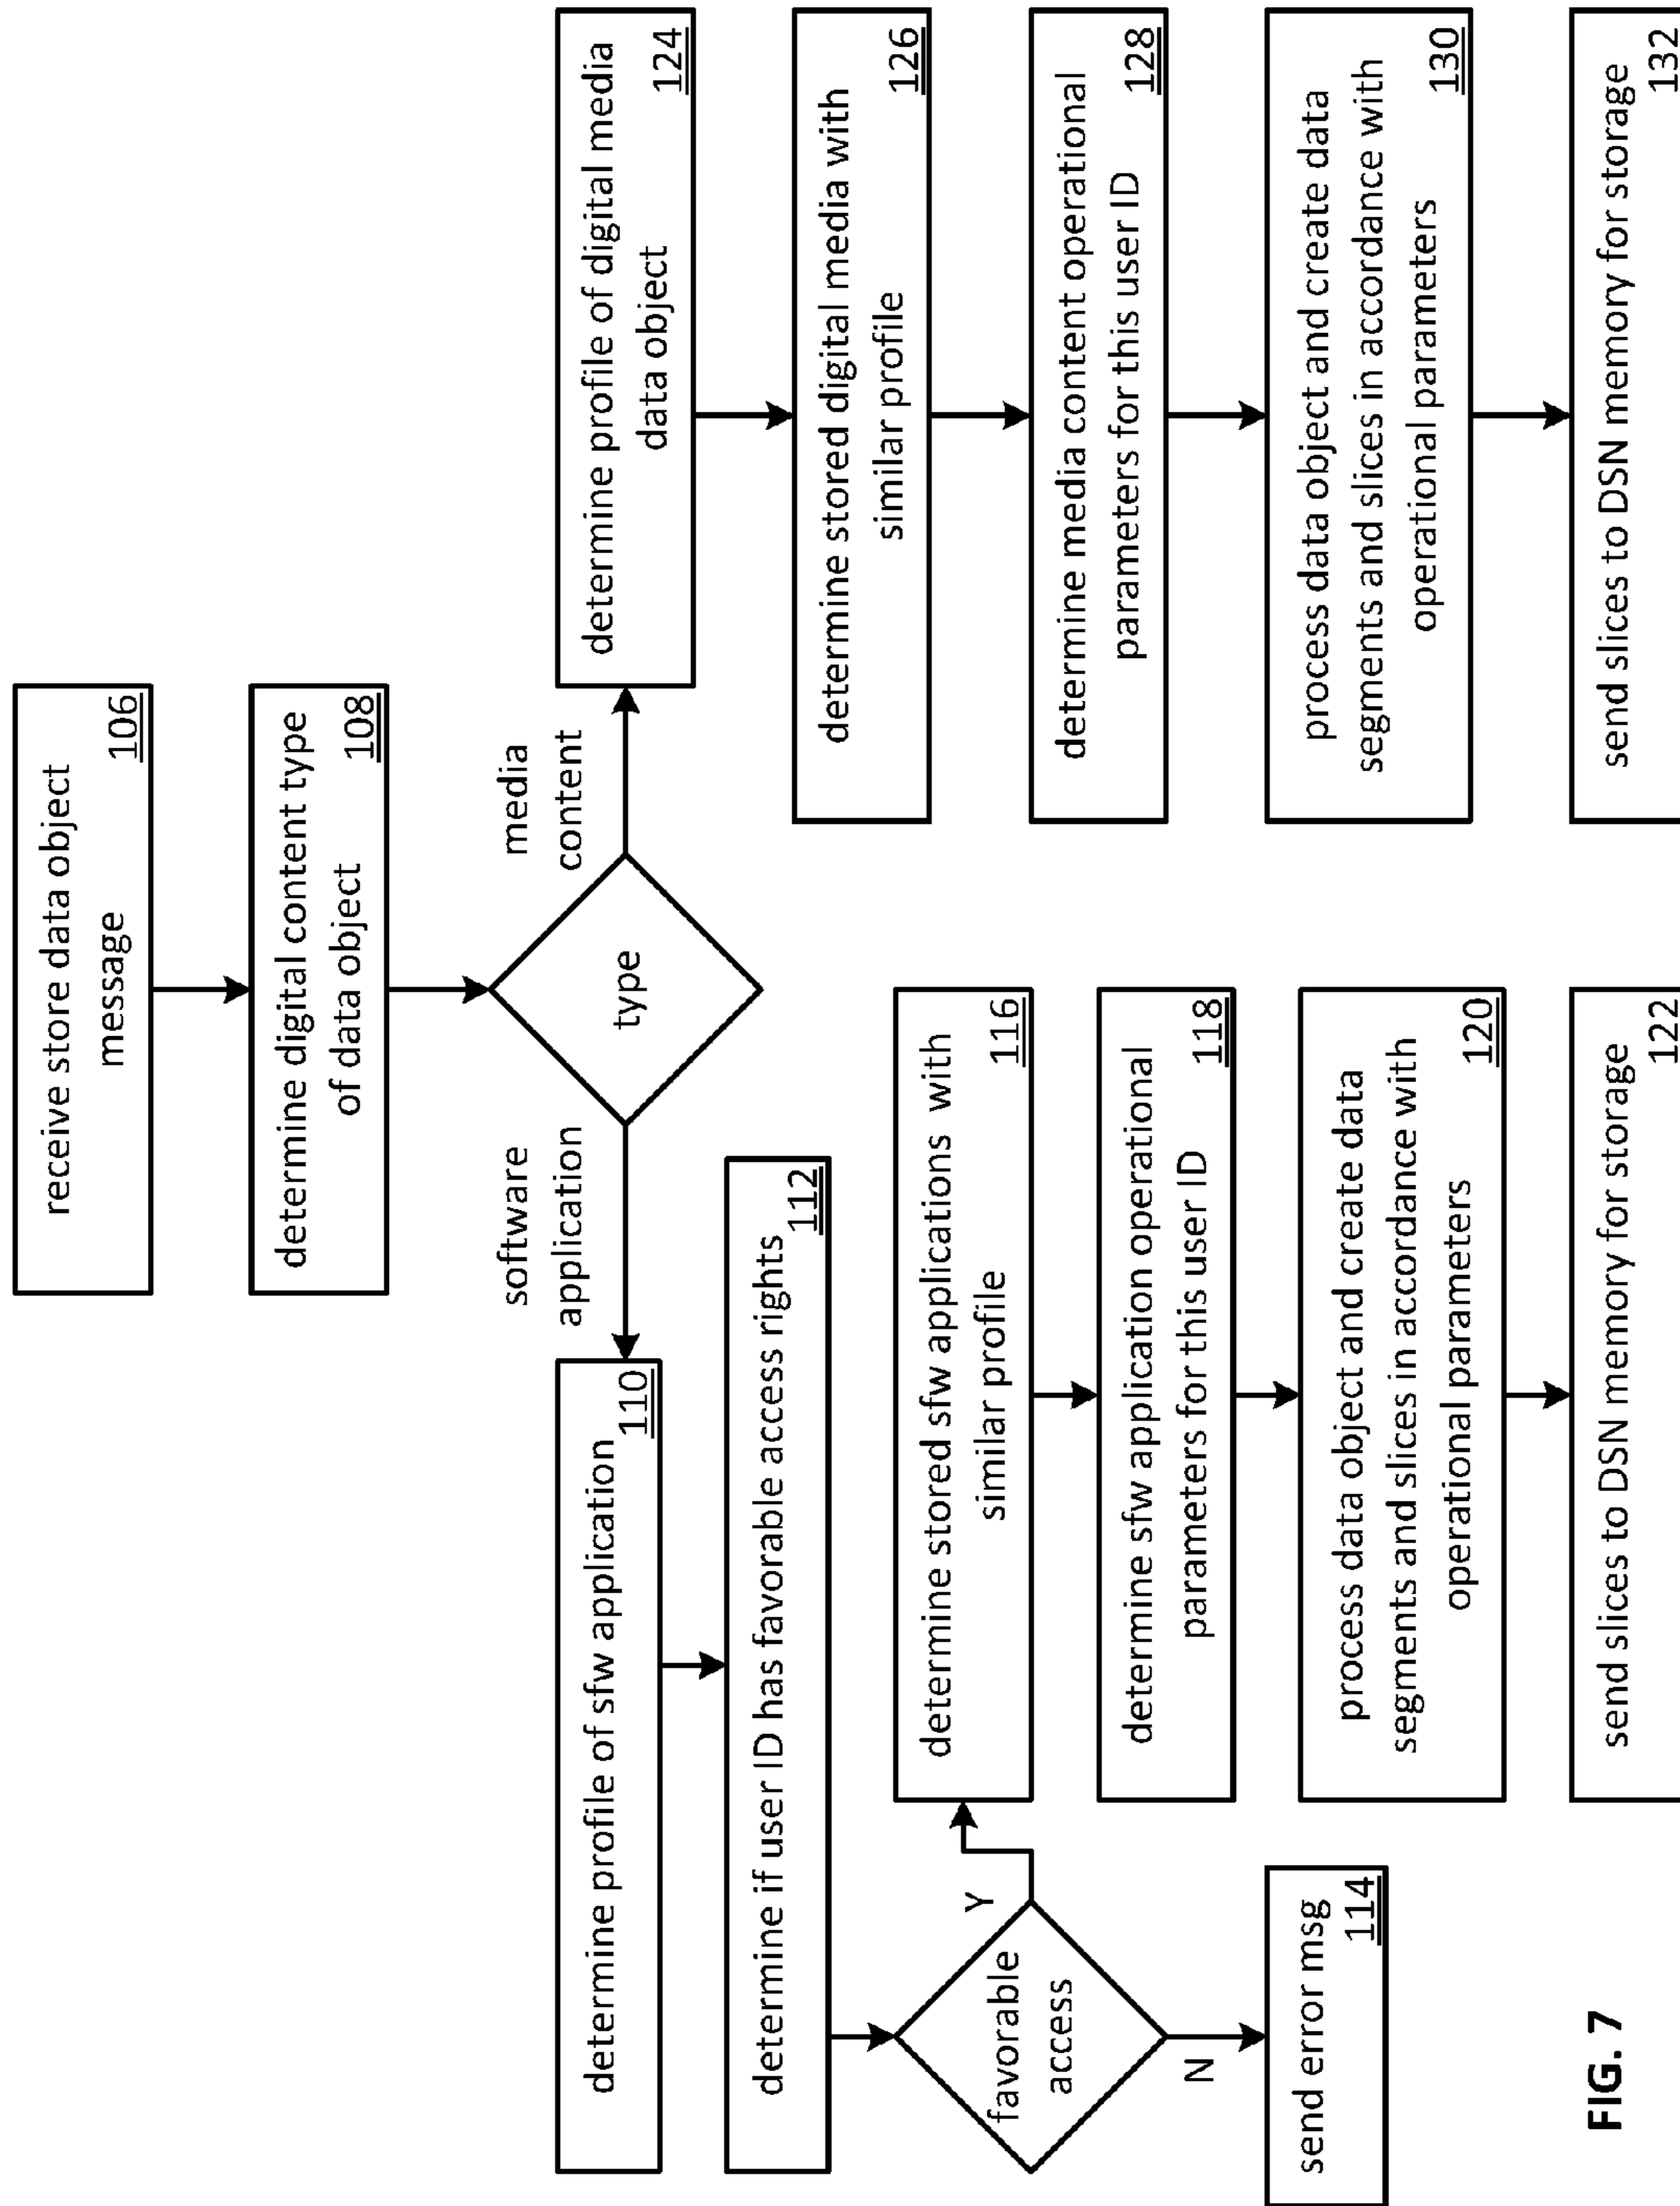 receive store data object
message
106
determine digital content type
of data object
108
type
software
application
media
content
determine profile of sfw application
110
determine if user ID has favorable access rights
112
favorable
access
Y
N
send error msg
114
determine stored sfw applications with
similar profile
116
determine sfw application operational
parameters for this user ID
118
process data object and create data
segments and slices in accordance with
operational parameters
120
send slices to DSN memory for storage
122
determine profile of digital media
data object
124
determine stored digital media with
similar profile
126
determine media content operational
parameters for this user ID
128
process data object and create data
segments and slices in accordance with
operational parameters
130
send slices to DSN memory for storage
132
FIG. 7